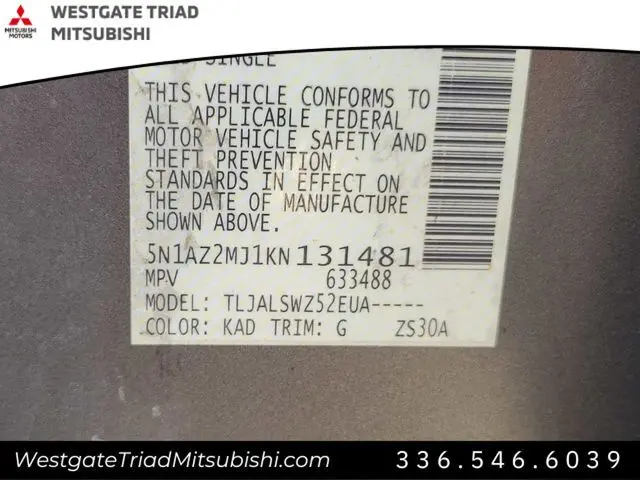 MITSUBISHI
MOTORS
WESTGATE TRIAD
MITSUBISHI
SINGLE
THIS VEHICLE CONFORMS TO
ALL APPLICABLE FEDERAL
MOTOR VEHICLE SAFETY AND
THEFT PREVENTION
STANDARDS IN EFFECT ON
THE DATE OF MANUFACTURE
SHOWN ABOVE.
5N1AZ2MJ1KN131481
MPV 633488
MODEL: TLJALSWZ52EUA-----
COLOR: KAD TRIM: G ZS30A
WestgateTriadMitsubishi.com
336.546.6039